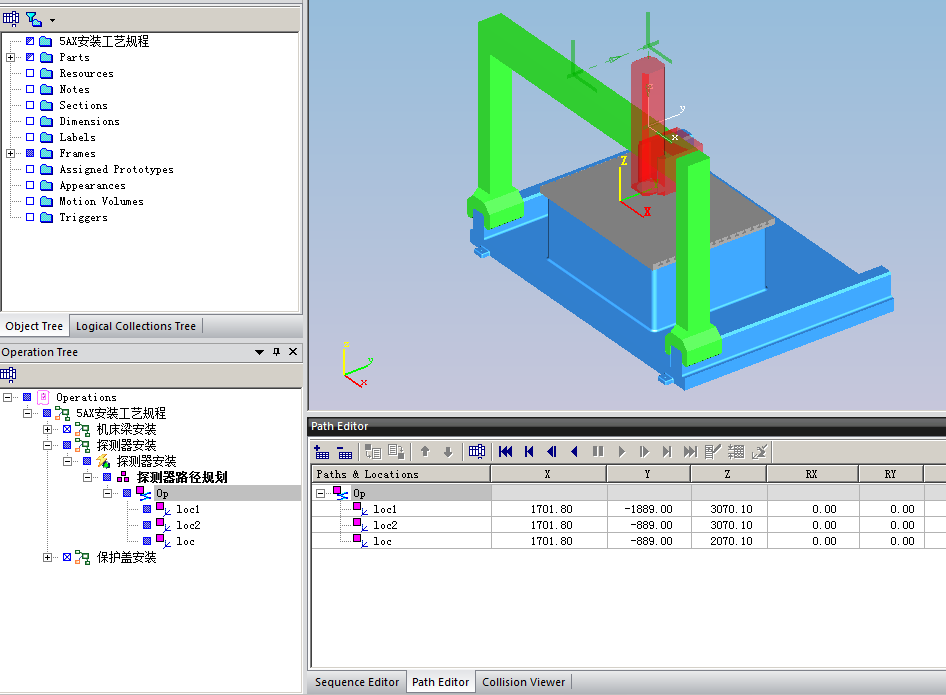 5AX安装工艺规程
Parts
Resources
Notes
Sections
Dimensions
Labels
Frames
Assigned Prototypes
Appearances
Motion Volumes
Triggers
Object Tree
Logical Collections Tree
Operation Tree
Operations
5AX安装工艺规程
机床梁安装
探测器安装
探测器安装
探测器路径规划
Op
loc1
loc2
loc
保护盖安装
y
x
Z
X
z
y
x
Path Editor
Paths & Locations X Y Z RX RY
Op
loc1 1701.80 -1889.00 3070.10 0.00 0.00
loc2 1701.80 -889.00 3070.10 0.00 0.00
loc 1701.80 -889.00 2070.10 0.00 0.00
Sequence Editor
Path Editor
Collision Viewer